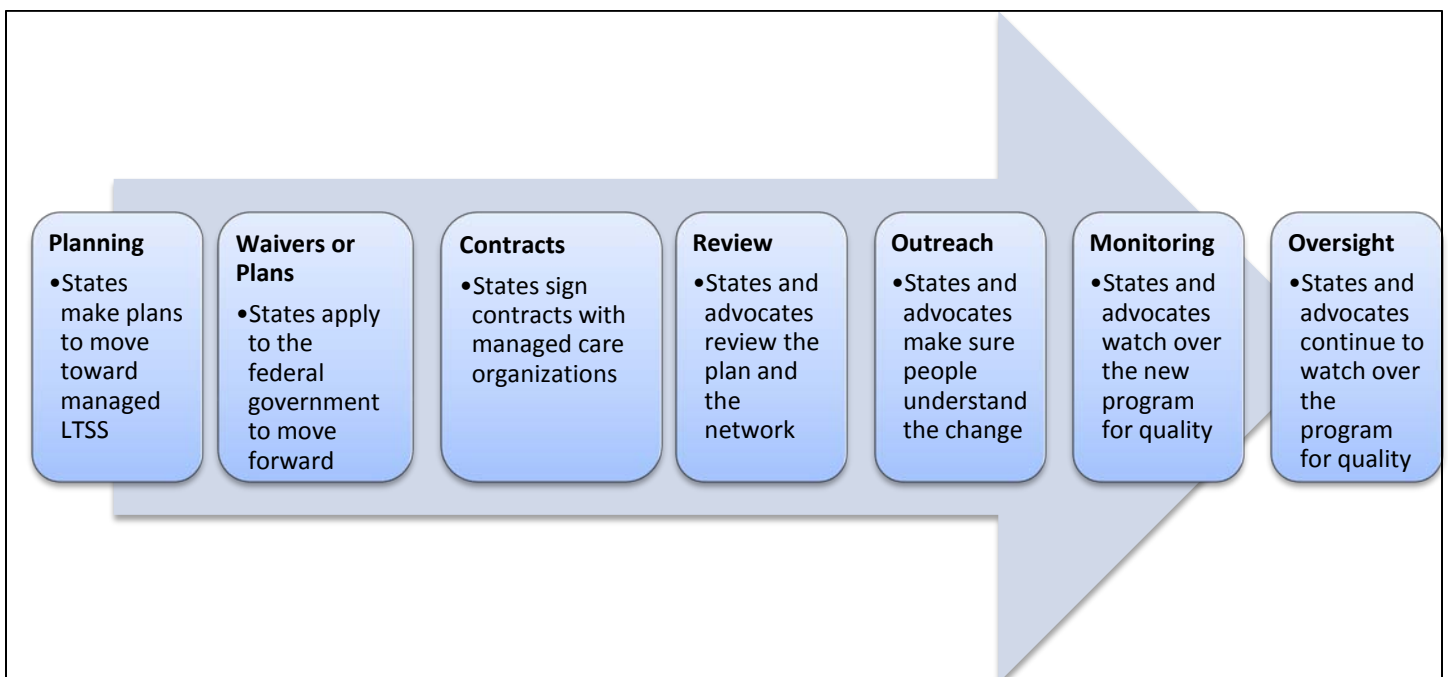 Planning
•States
make plans
to move
toward
managed
LTSS
Waivers or
Plans
•States apply
to the
federal
government
to move
forward
Contracts
•States sign
contracts with
managed care
organizations
Review
•States and
advocates
review the
plan and
the
network
Outreach
•States and
advocates
make sure
people
understand
the change
Monitoring
•States and
advocates
watch over
the new
program
for quality
Oversight
•States and
advocates
continue to
watch over
the
program
for quality